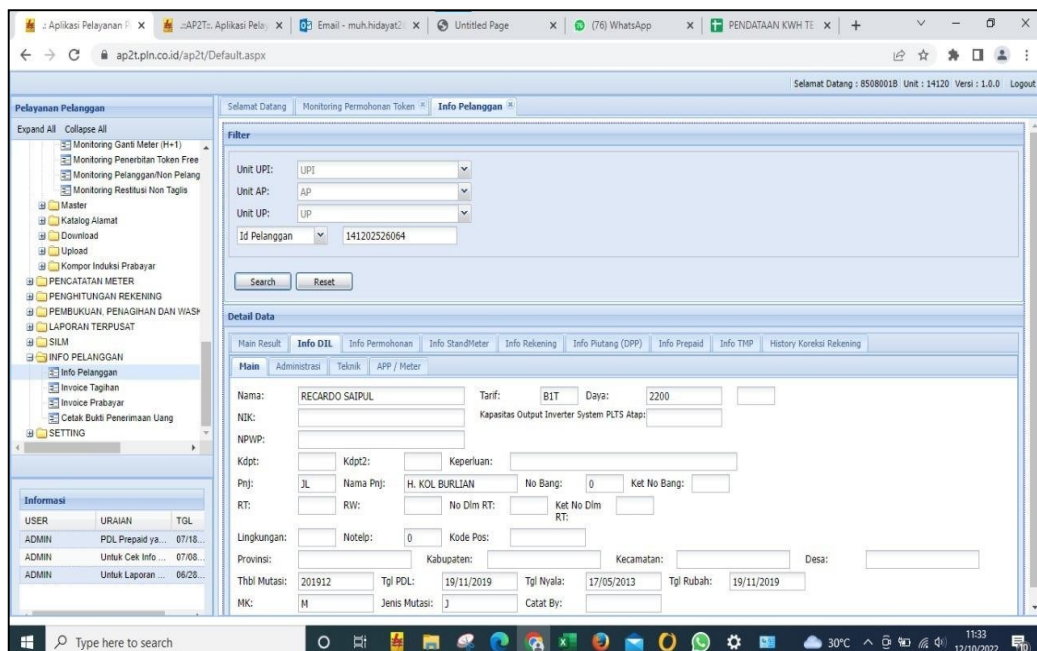 .: Aplikasi Pelayanan P
.:AP2T:. Aplikasi Pela
Email - muh.hidayat2
Untitled Page
(76) WhatsApp
PENDATAAN KWH TE
ap2t.pln.co.id/ap2t/Default.aspx
Selamat Datang : 8508001B Unit : 14120 Versi : 1.0.0 Logout
Pelayanan Pelanggan
Selamat Datang Monitoring Permohonan Token Info Pelanggan
Expand All Collapse All
Monitoring Ganti Meter (H+1)
Monitoring Penerbitan Token Free
Monitoring Pelanggan/Non Pelang
Monitoring Restitusi Non Taglis
Master
Katalog Alamat
Download
Upload
Kompor Induksi Prabayar
PENCATATAN METER
PENGHITUNGAN REKENING
PEMBUKUAN, PENAGIHAN DAN WASK
LAPORAN TERPUSAT
SILM
INFO PELANGGAN
Info Pelanggan
Invoice Tagihan
Invoice Prabayar
Cetak Bukti Penerimaan Uang
SETTING
Informasi
USER URAIAN TGL
ADMIN PDL Prepaid ya... 07/18...
ADMIN Untuk Cek Info ... 07/08...
ADMIN Untuk Laporan ... 06/28...
Filter
Unit UPI: UPI
Unit AP: AP
Unit UP: UP
Id Pelanggan 141202526064
Search Reset
Detail Data
Main Result Info DIL Info Permohonan Info StandMeter Info Rekening Info Piutang (DPP) Info Prepaid Info TMP History Koreksi Rekening
Main Administrasi Teknik APP / Meter
Nama: RECARDO SAIPUL Tarif: B1T Daya: 2200
NIK: Kapasitas Output Inverter System PLTS Atap:
NPWP:
Kdpt: Kdpt2: Keperluan:
Pnj: JL Nama Pnj: H. KOL BURLIAN No Bang: 0 Ket No Bang:
RT: RW: No Dlm RT: Ket No Dlm RT:
Lingkungan: Notelp: 0 Kode Pos:
Provinsi: Kabupaten: Kecamatan: Desa:
Thbl Mutasi: 201912 Tgl PDL: 19/11/2019 Tgl Nyala: 17/05/2013 Tgl Rubah: 19/11/2019
MK: M Jenis Mutasi: J Catat By:
Type here to search
30°C
11:33
12/10/2022